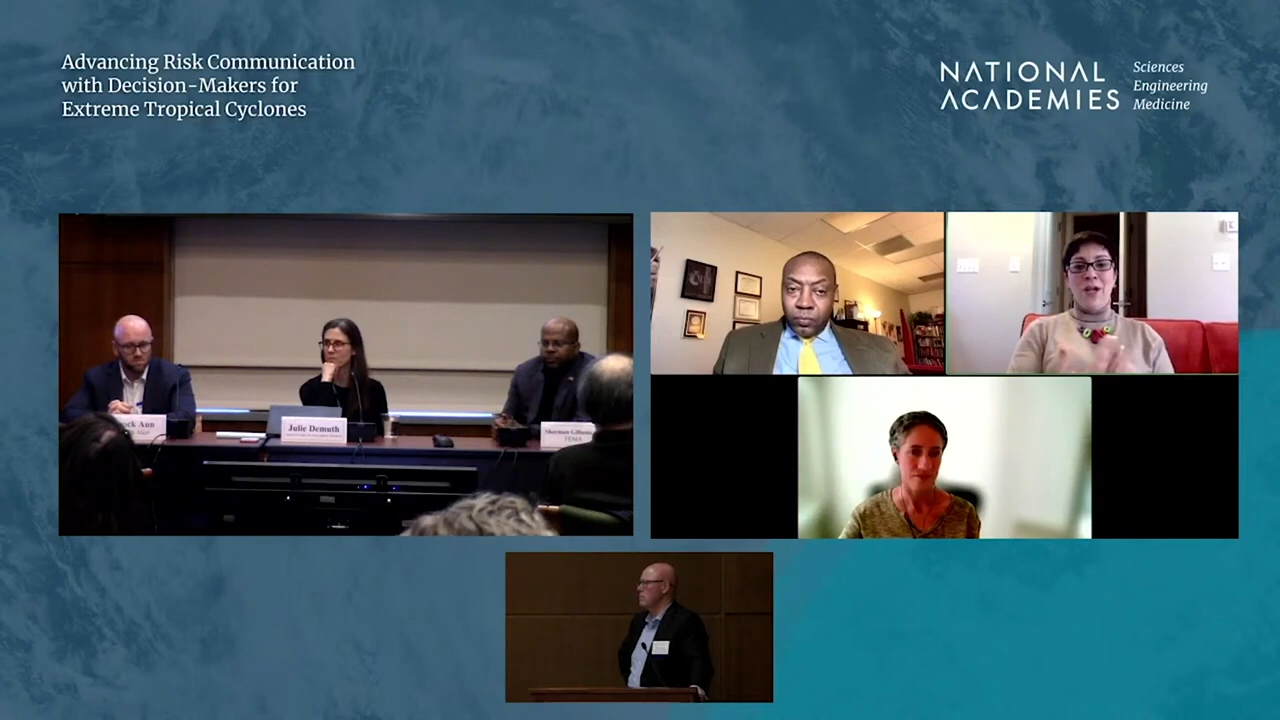 Advancing Risk Communication
with Decision-Makers for
Extreme Tropical Cyclones
NATIONAL
ACADEMIES
Sciences
Engineering
Medicine
Aun
Julie Demuth
Sherman
FEMA